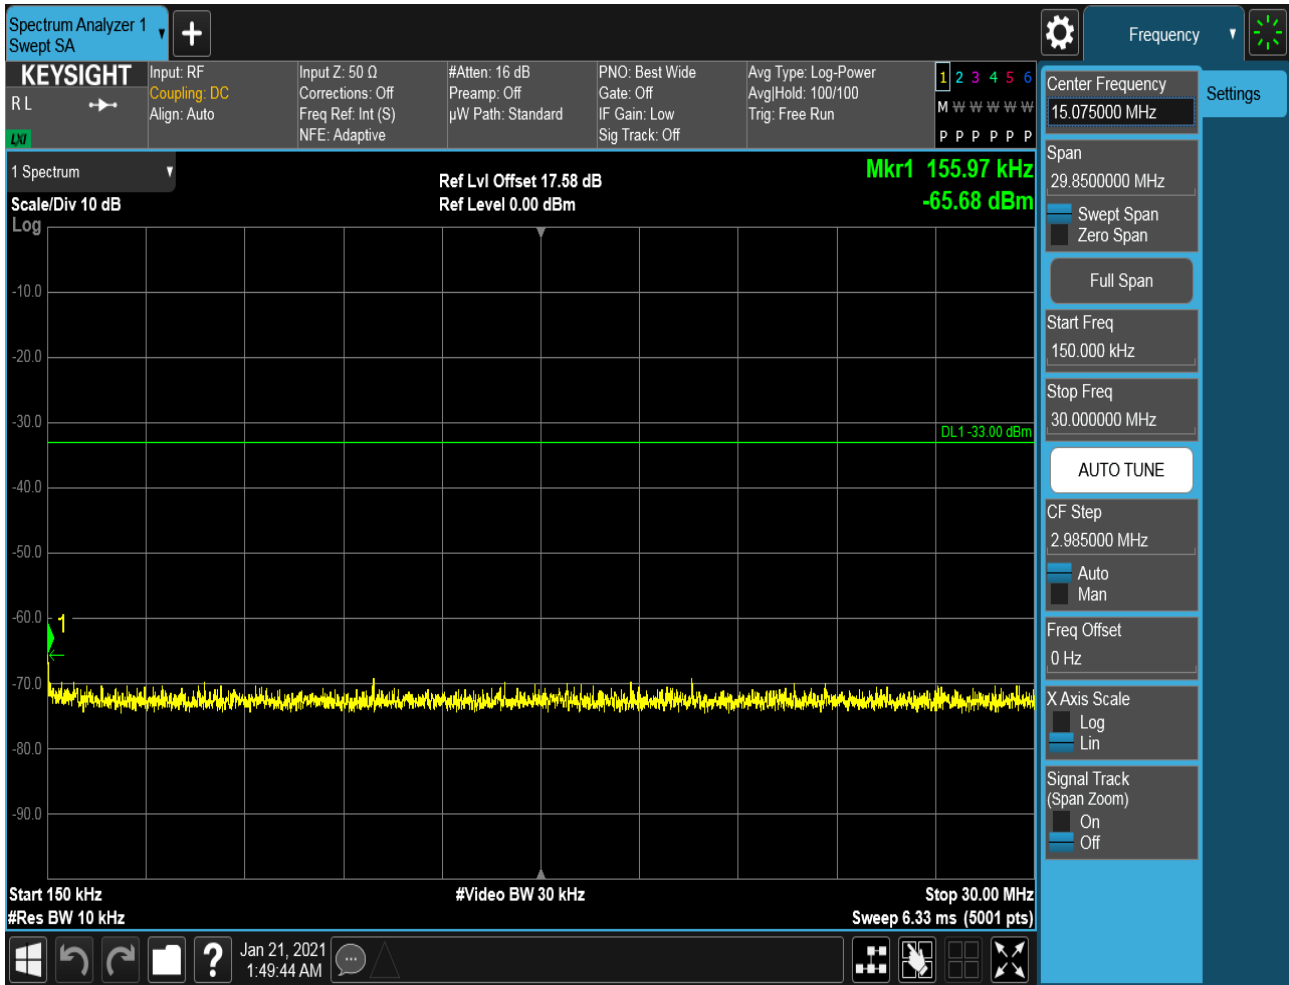 Spectrum Analyzer 1
Swept SA
Frequency
KEYSIGHT
R L
LXI
Input: RF
Coupling: DC
Align: Auto
Input Z: 50 Ω
Corrections: Off
Freq Ref: Int (S)
NFE: Adaptive
#Atten: 16 dB
Preamp: Off
µW Path: Standard
PNO: Best Wide
Gate: Off
IF Gain: Low
Sig Track: Off
Avg Type: Log-Power
Avg|Hold: 100/100
Trig: Free Run
1 2 3 4 5 6
M W W W W W
P P P P P P
1 Spectrum
Scale/Div 10 dB
Log
Ref Lvl Offset 17.58 dB
Ref Level 0.00 dBm
Mkr1 155.97 kHz
-65.68 dBm
-10.0
-20.0
-30.0
DL1 -33.00 dBm
-40.0
-50.0
-60.0
1
-70.0
-80.0
-90.0
Start 150 kHz
#Video BW 30 kHz
Stop 30.00 MHz
#Res BW 10 kHz
Sweep 6.33 ms (5001 pts)
?
Jan 21, 2021
1:49:44 AM
Center Frequency
15.075000 MHz
Settings
Span
29.8500000 MHz
Swept Span
Zero Span
Full Span
Start Freq
150.000 kHz
Stop Freq
30.000000 MHz
AUTO TUNE
CF Step
2.985000 MHz
Auto
Man
Freq Offset
0 Hz
X Axis Scale
Log
Lin
Signal Track
(Span Zoom)
On
Off